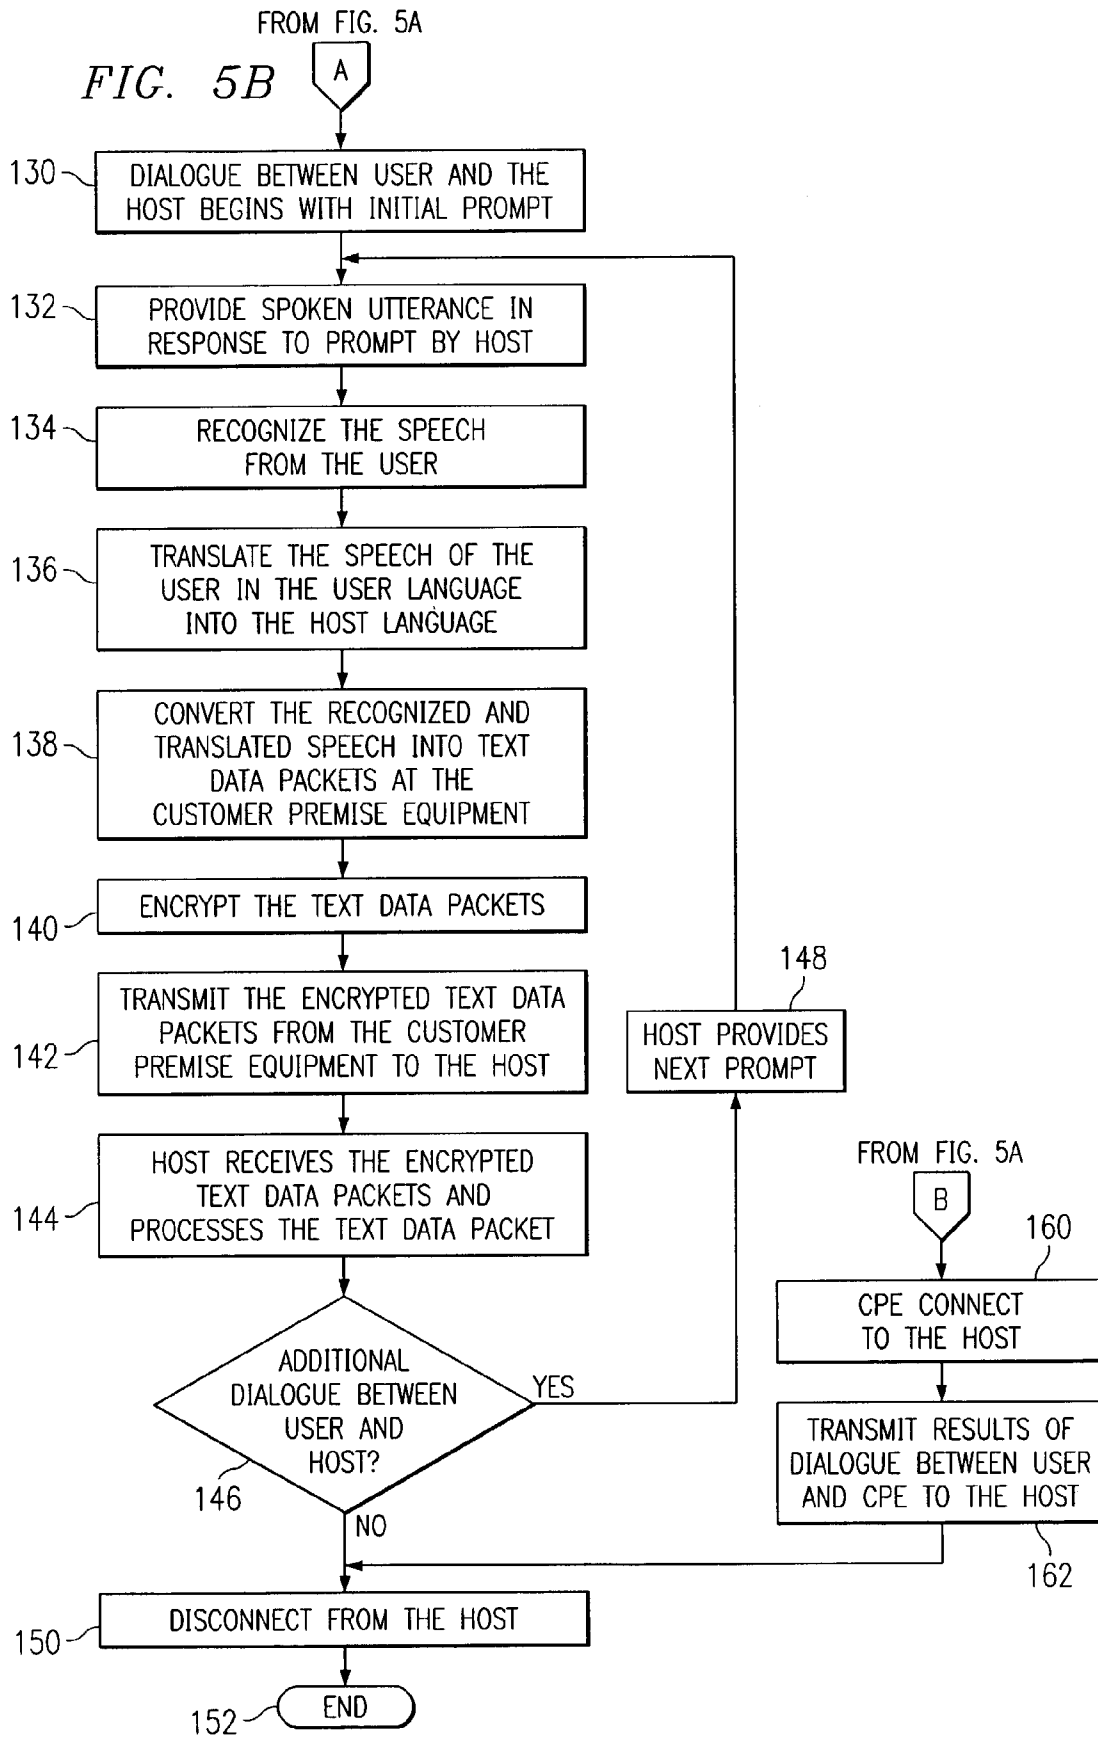 FROM FIG. 5A
FIG. 5B
A
130
DIALOGUE BETWEEN USER AND THE
HOST BEGINS WITH INITIAL PROMPT
132
PROVIDE SPOKEN UTTERANCE IN
RESPONSE TO PROMPT BY HOST
134
RECOGNIZE THE SPEECH
FROM THE USER
136
TRANSLATE THE SPEECH OF THE
USER IN THE USER LANGUAGE
INTO THE HOST LANGUAGE
138
CONVERT THE RECOGNIZED AND
TRANSLATED SPEECH INTO TEXT
DATA PACKETS AT THE
CUSTOMER PREMISE EQUIPMENT
140
ENCRYPT THE TEXT DATA PACKETS
142
TRANSMIT THE ENCRYPTED TEXT DATA
PACKETS FROM THE CUSTOMER
PREMISE EQUIPMENT TO THE HOST
148
HOST PROVIDES
NEXT PROMPT
144
HOST RECEIVES THE ENCRYPTED
TEXT DATA PACKETS AND
PROCESSES THE TEXT DATA PACKET
146
ADDITIONAL
DIALOGUE BETWEEN
USER AND
HOST?
YES
NO
FROM FIG. 5A
B
160
CPE CONNECT
TO THE HOST
TRANSMIT RESULTS OF
DIALOGUE BETWEEN USER
AND CPE TO THE HOST
162
150
DISCONNECT FROM THE HOST
152
END